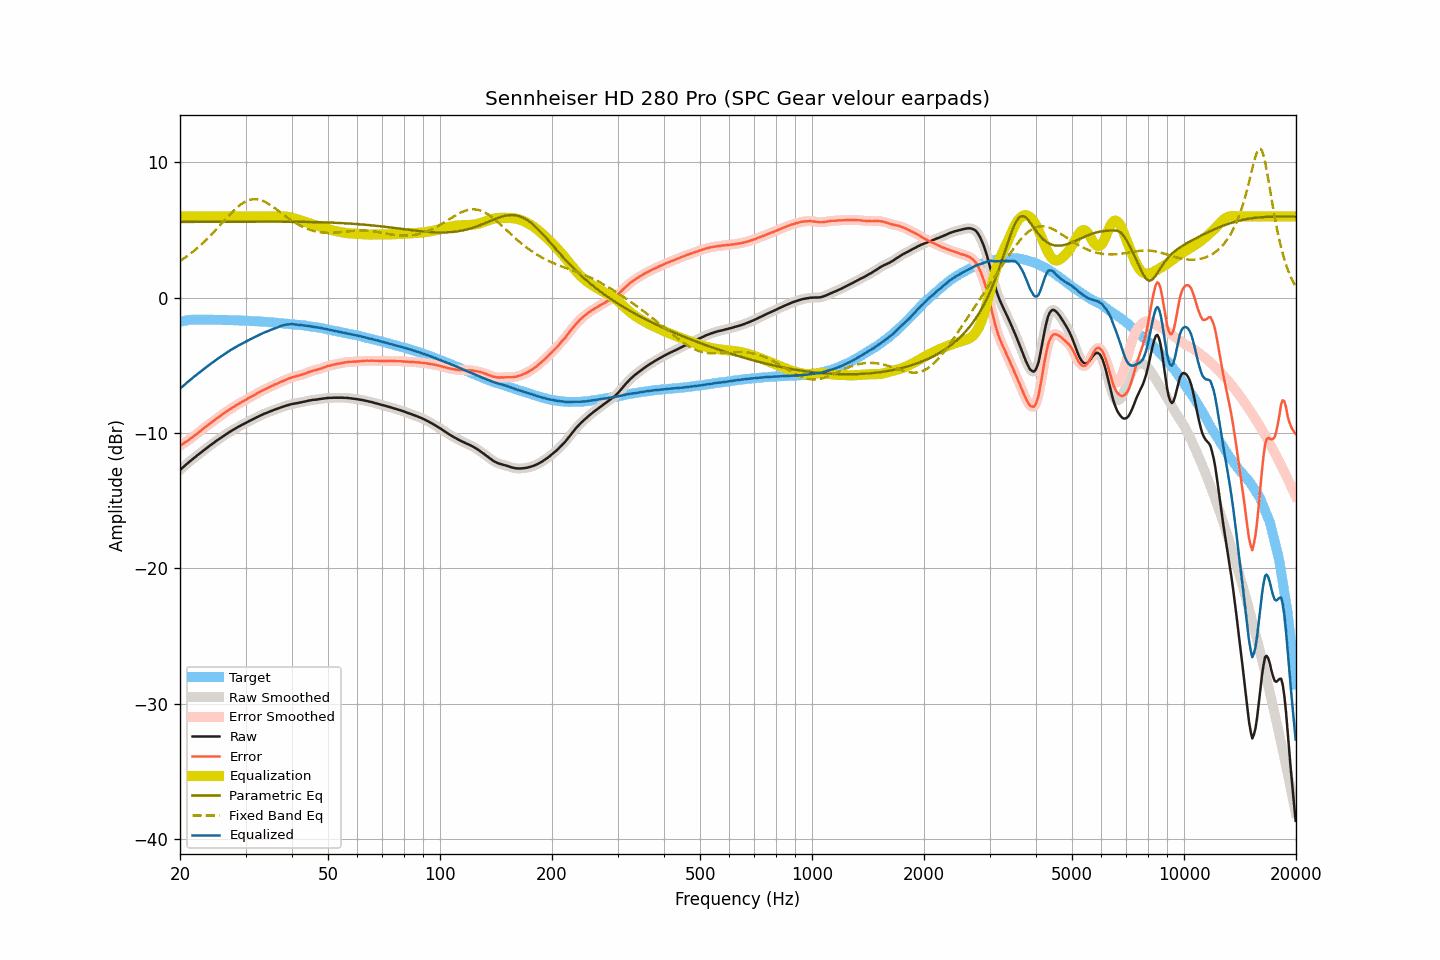 Sennheiser HD 280 Pro (SPC Gear velour earpads)
Amplitude (dBr)
10
0
−10
−20
−30
−40
Target
Raw Smoothed
Error Smoothed
Raw
Error
Equalization
Parametric Eq
Fixed Band Eq
Equalized
20 50 100 200 500 1000 2000 5000 10000 20000
Frequency (Hz)